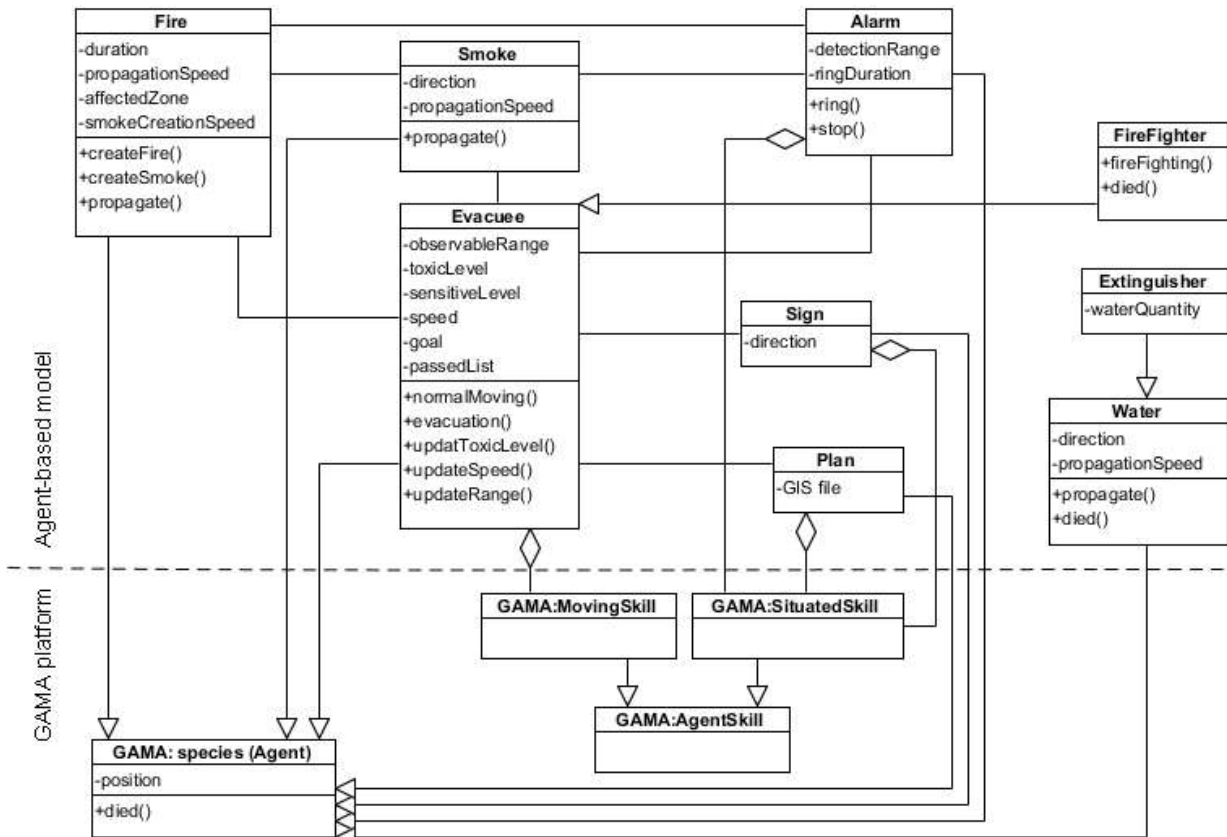 Fire
-duration
-propagationSpeed
-affectedZone
-smokeCreationSpeed
+createFire()
+createSmoke()
+propagate()
Smoke
-direction
-propagationSpeed
+propagate()
Alarm
-detectionRange
-ringDuration
+ring()
+stop()
FireFighter
+fireFighting()
+died()
Evacuee
-observableRange
-toxicLevel
-sensitiveLevel
-speed
-goal
-passedList
+normalMoving()
+evacuation()
+updatToxicLevel()
+updateSpeed()
+updateRange()
Sign
-direction
Extinguisher
-waterQuantity
Plan
-GIS file
Water
-direction
-propagationSpeed
+propagate()
+died()
Agent-based model
GAMA platform
GAMA:MovingSkill
GAMA:SituatedSkill
GAMA:AgentSkill
GAMA: species (Agent)
-position
+died()